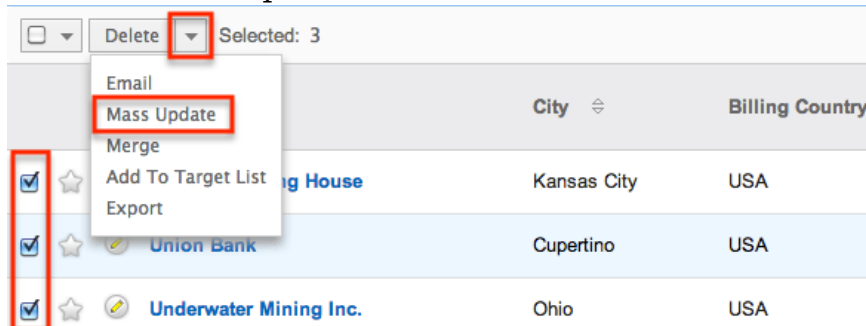 Delete Selected: 3
Email
Mass Update
City Billing Country
Merge
Add To Target List
ng House Kansas City USA
Export
Union Bank Cupertino USA
Underwater Mining Inc. Ohio USA